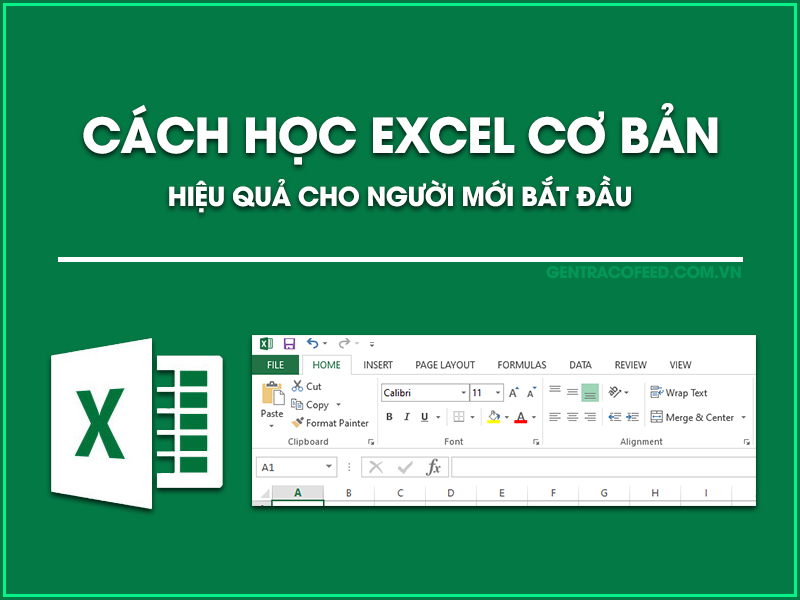 CÁCH HỌC EXCEL CƠ BẢN
HIỆU QUẢ CHO NGƯỜI MỚI BẮT ĐẦU
GENTRACOFEED.COM.VN
X
FILE HOME INSERT PAGE LAYOUT FORMULAS DATA REVIEW VIEW
Paste
Cut
Copy
Format Painter
Clipboard
Calibri 11 A A
B I U A
Font
Wrap Text
Merge & Center
Alignment
A1 fx
A B C D E F G H I